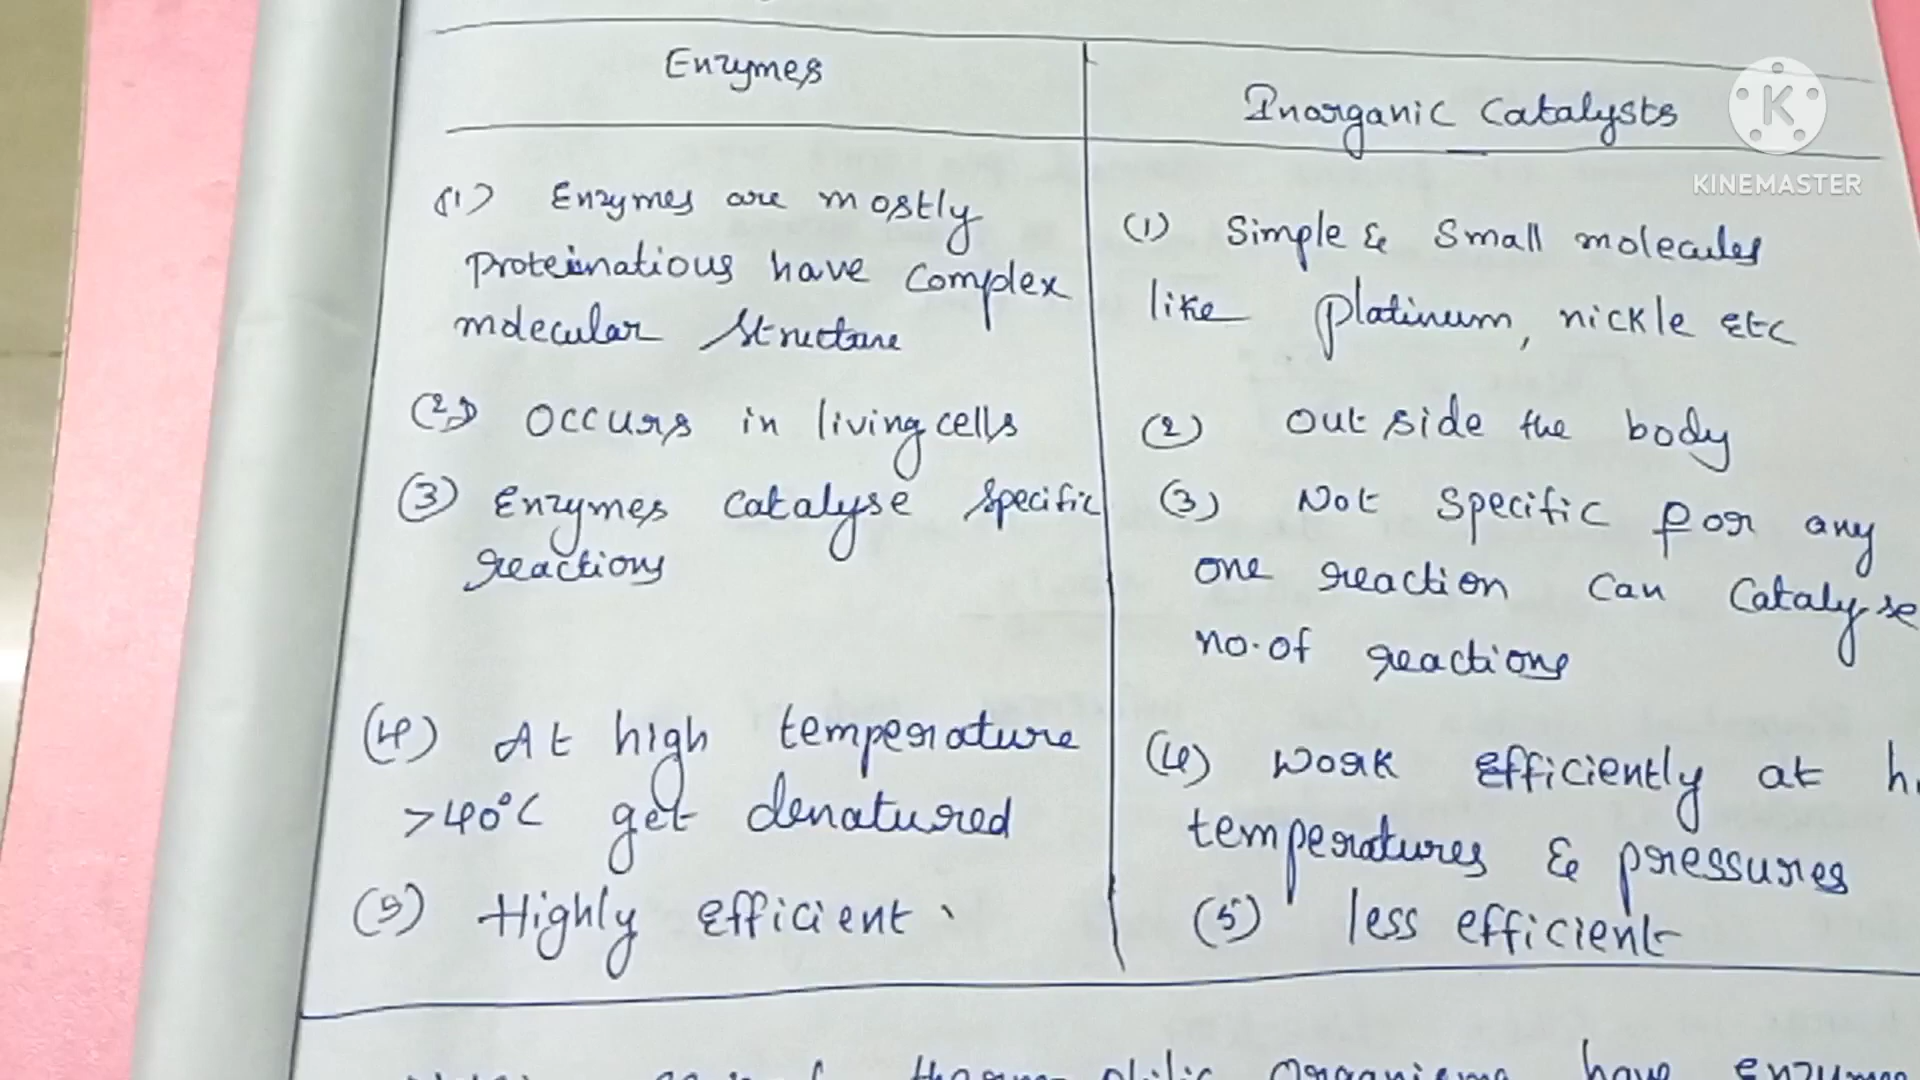 Enzymes
Inorganic Catalysts
KINEMASTER
(1) Enzymes are mostly
proteinatious have complex
molecular structure
(1) Simple & small molecules
like platinum, nickle etc
(2) Occurs in living cells
(2) out side the body
(3) Enzymes catalyse specific
reactions
(3) Not specific for any
one reaction can catalyse
no. of reactions
(4) At high temperature
>40°C get denatured
(4) Work efficiently at
temperatures & pressures
(5) Highly efficient
(5) less efficient
organisms have enzymes